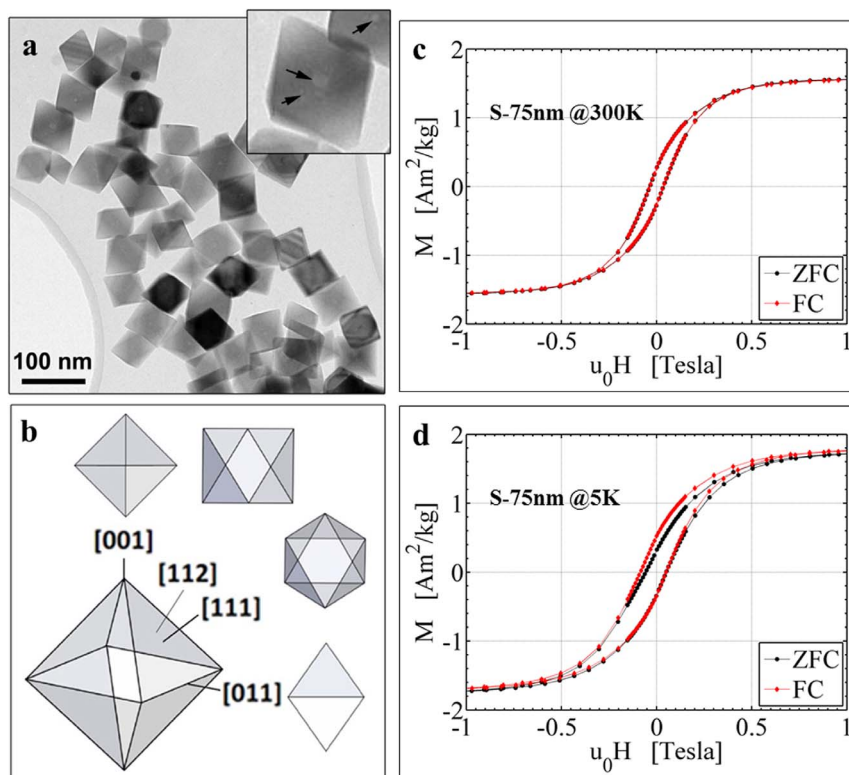 a
100 nm
b
[001]
[112]
[111]
[011]
c
S-75nm @300K
M [Am²/kg]
2
1
0
-1
-2
-1
-0.5
0
0.5
1
u₀H [Tesla]
ZFC
FC
d
S-75nm @5K
M [Am²/kg]
2
1
0
-1
-2
-1
-0.5
0
0.5
1
u₀H [Tesla]
ZFC
FC